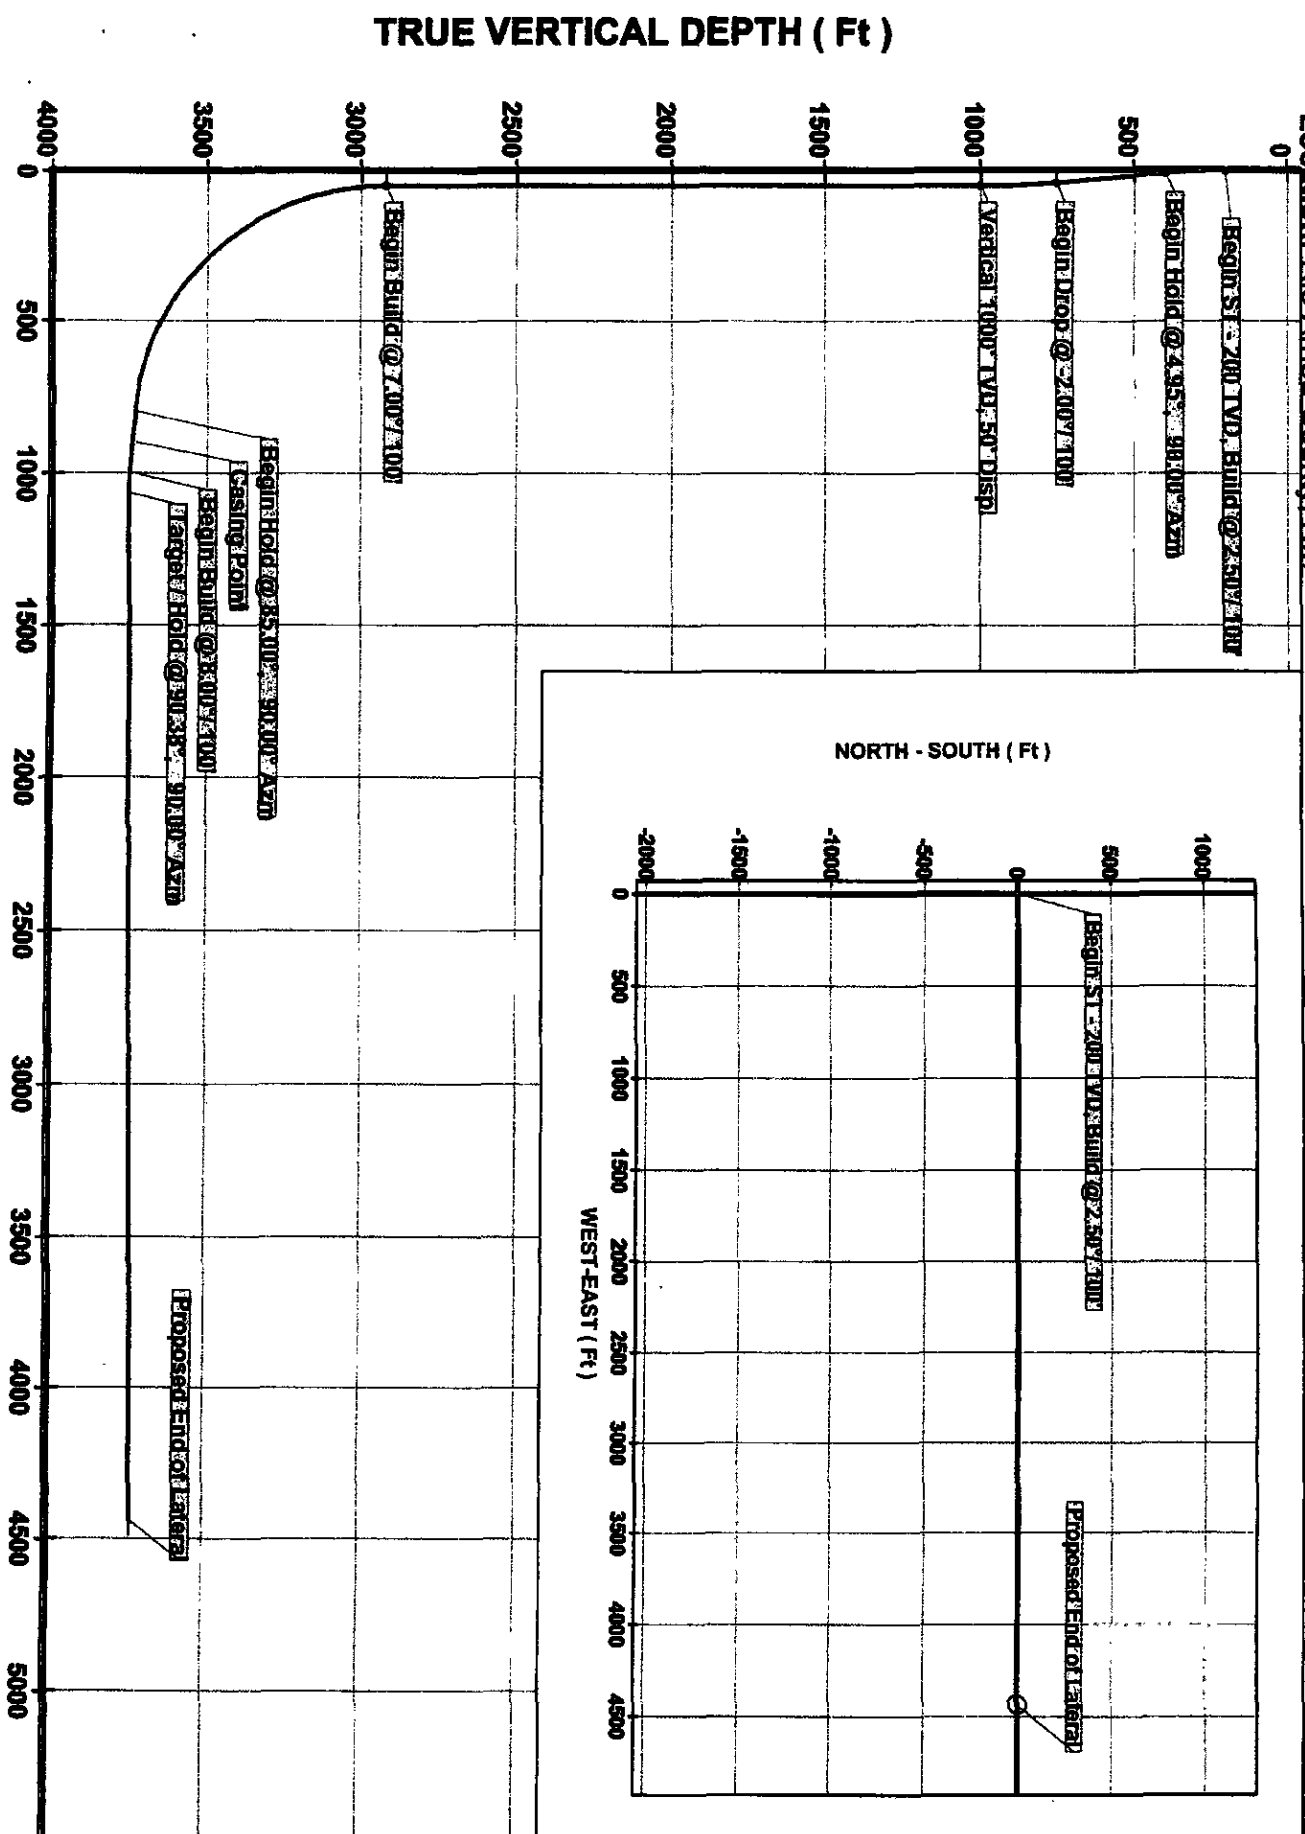 TRUE VERTICAL DEPTH ( Ft )
0
500
1000
1500
2000
2500
3000
3500
4000
0
500
1000
1500
2000
2500
3000
3500
4000
4500
5000
Begin ST - 200' TVD, Build @ 2.50°/100'
Begin Hold @ 4.95°, 90.00° Azm
Begin Drop @ -2.00°/100'
Vertical 1000' TVD, 50' Disp
Begin Build @ 7.00°/100'
Begin Hold @ 85.00°, 90.00° Azm
Casing Point
Begin Build @ 8.00°/100'
Target / Hold @ 90.38°, 90.00° Azm
Proposed End of Lateral
NORTH - SOUTH ( Ft )
1000
500
0
-500
-1000
-1500
-2000
0
500
1000
1500
2000
2500
3000
3500
4000
4500
WEST-EAST ( Ft )
Begin ST - 200' TVD, Build @ 2.50°/100'
Proposed End of Lateral